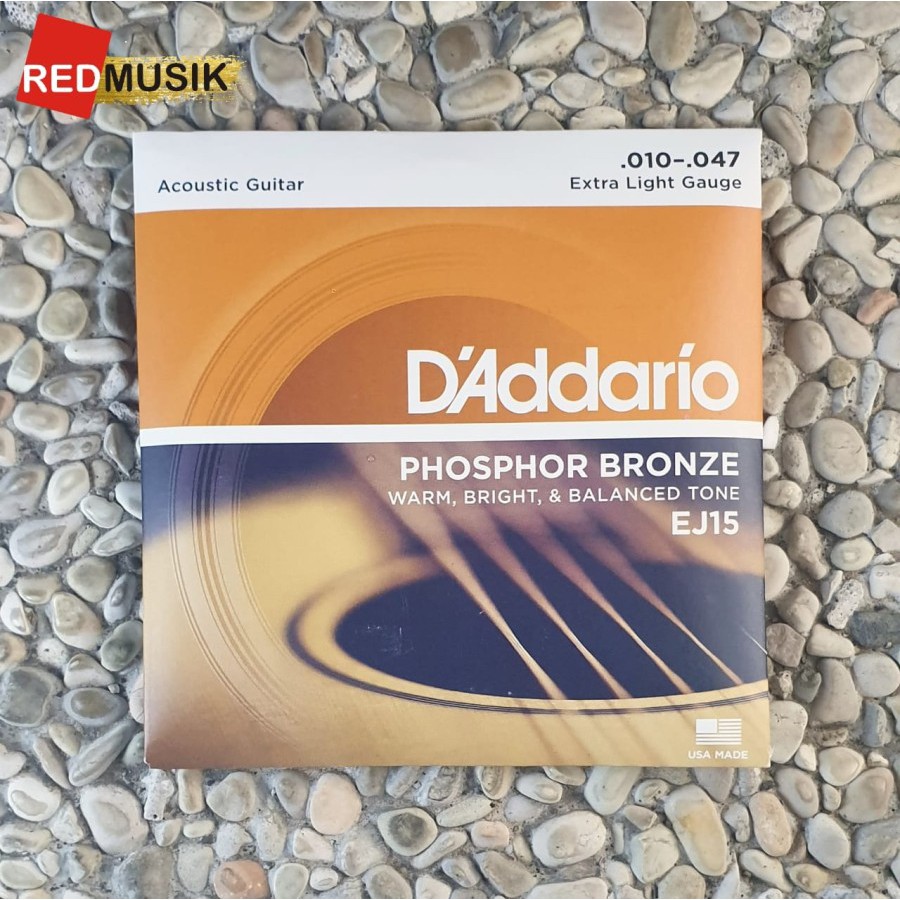 REDMUSIK
.010–.047
Acoustic Guitar
Extra Light Gauge
D'Addario
PHOSPHOR BRONZE
WARM, BRIGHT, & BALANCED TONE
EJ15
USA MADE